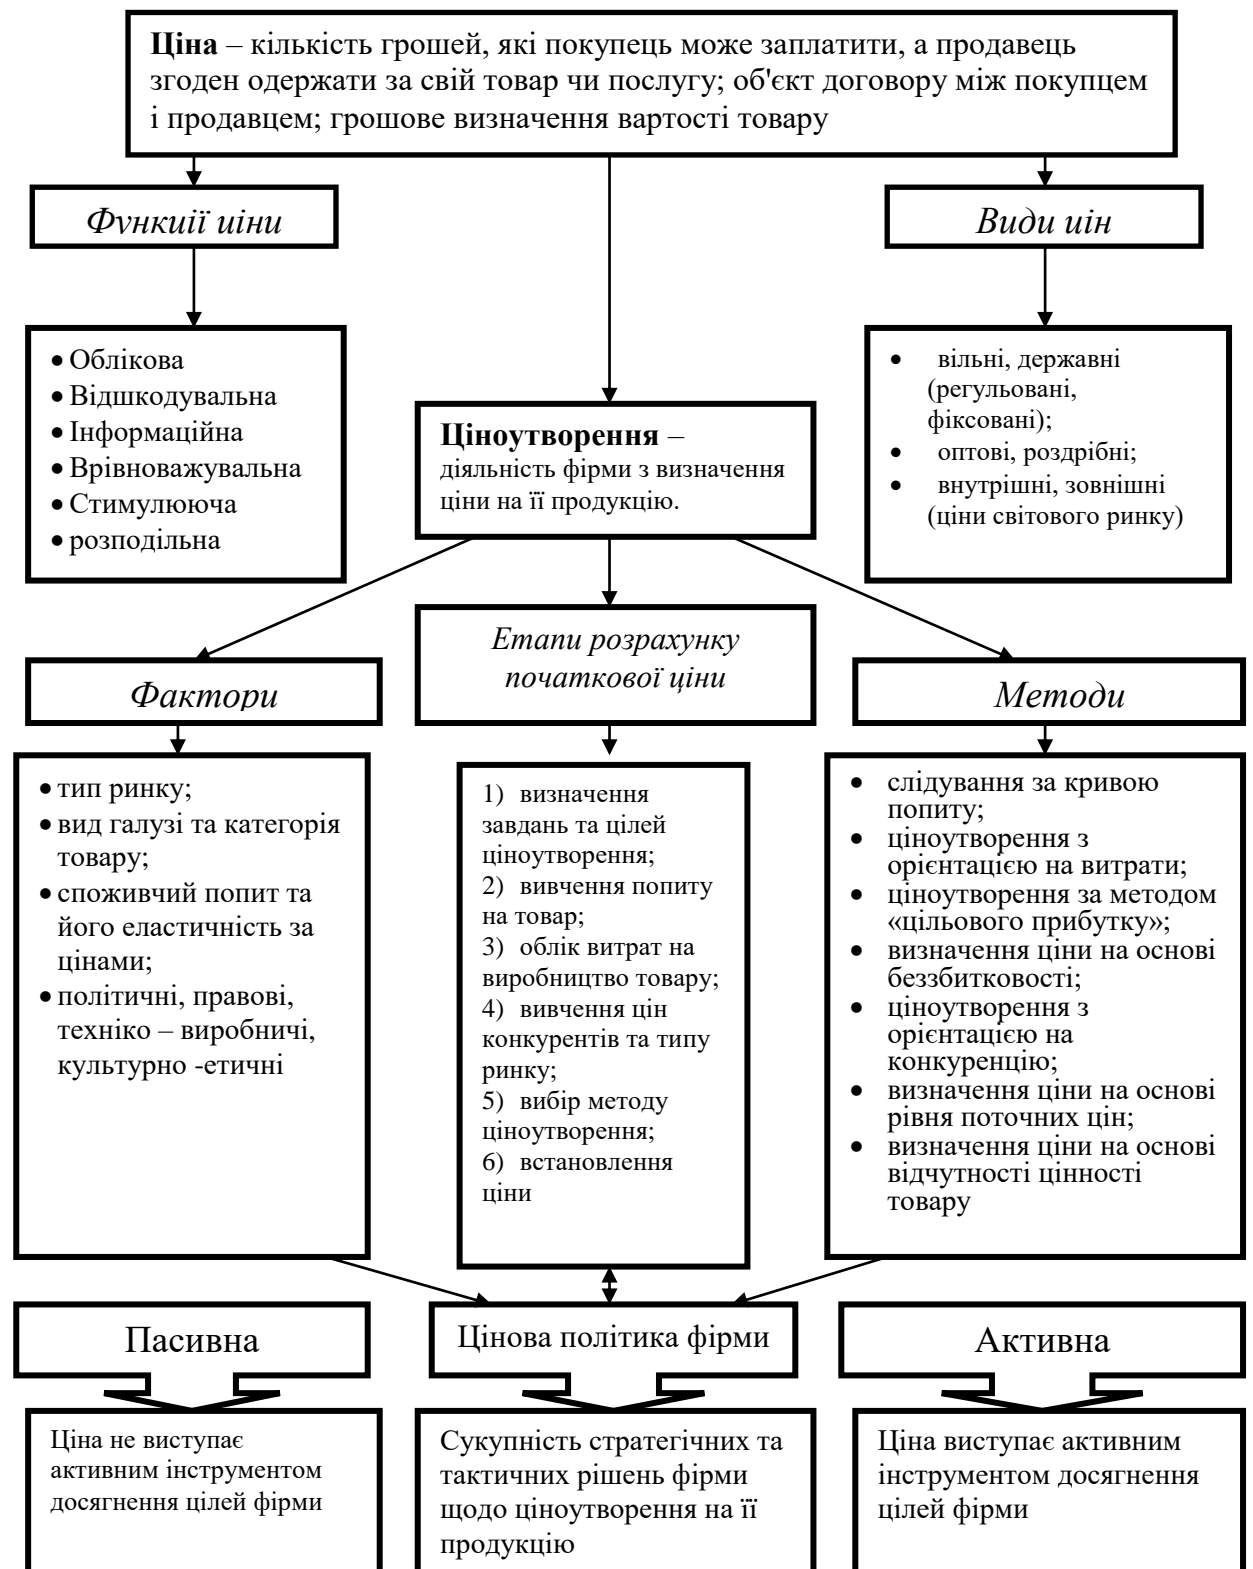 Ціна – кількість грошей, які покупець може заплатити, а продавець
згоден одержати за свій товар чи послугу; об'єкт договору між покупцем
і продавцем; грошове визначення вартості товару
Функції ціни
Види цін
• Облікова
• Відшкодувальна
• Інформаційна
• Врівноважувальна
• Стимулююча
• розподільна
Ціноутворення –
діяльність фірми з визначення
ціни на її продукцію.
• вільні, державні
(регульовані,
фіксовані);
• оптові, роздрібні;
• внутрішні, зовнішні
(ціни світового ринку)
Етапи розрахунку
початкової ціни
Фактори
Методи
• тип ринку;
• вид галузі та категорія
товару;
• споживчий попит та
його еластичність за
цінами;
• політичні, правові,
техніко – виробничі,
культурно -етичні
1) визначення
завдань та цілей
ціноутворення;
2) вивчення попиту
на товар;
3) облік витрат на
виробництво товару;
4) вивчення цін
конкурентів та типу
ринку;
5) вибір методу
ціноутворення;
6) встановлення
ціни
• слідування за кривою
попиту;
• ціноутворення з
орієнтацією на витрати;
• ціноутворення за методом
«цільового прибутку»;
• визначення ціни на основі
беззбитковості;
• ціноутворення з
орієнтацією на
конкуренцію;
• визначення ціни на основі
рівня поточних цін;
• визначення ціни на основі
відчутності цінності
товару
Пасивна
Цінова політика фірми
Активна
Ціна не виступає
активним інструментом
досягнення цілей фірми
Сукупність стратегічних та
тактичних рішень фірми
щодо ціноутворення на її
продукцію
Ціна виступає активним
інструментом досягнення
цілей фірми